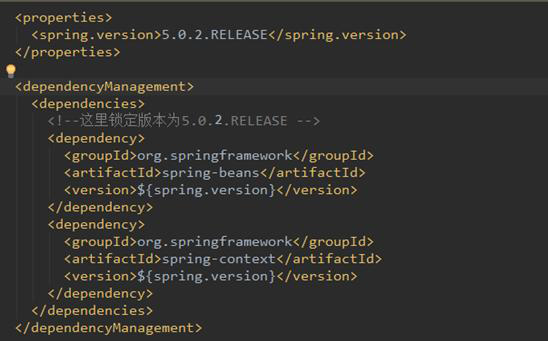 <properties>
<spring.version>5.0.2.RELEASE</spring.version>
</properties>
<dependencyManagement>
<dependencies>
<!--这里锁定版本为5.0.2.RELEASE -->
<dependency>
<groupId>org.springframework</groupId>
<artifactId>spring-beans</artifactId>
<version>${spring.version}</version>
</dependency>
<dependency>
<groupId>org.springframework</groupId>
<artifactId>spring-context</artifactId>
<version>${spring.version}</version>
</dependency>
</dependencies>
</dependencyManagement>